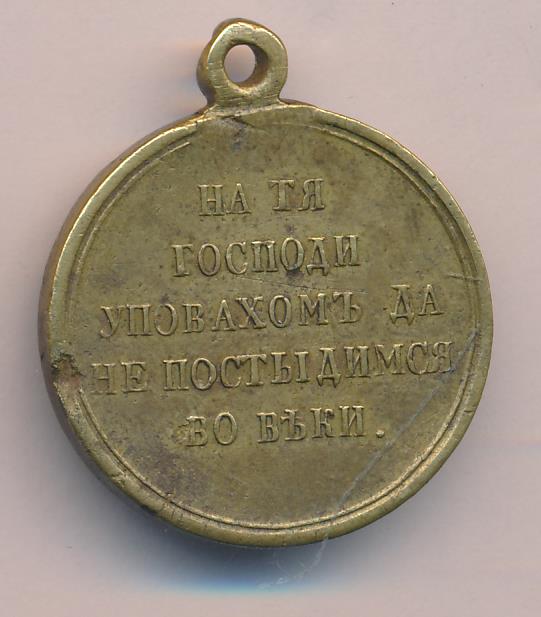 НА ТЯ
ГОСПОДИ
УПОВАХОМЪ ДА
НЕ ПОСТЫДИМСЯ
ВО ВѢКИ.